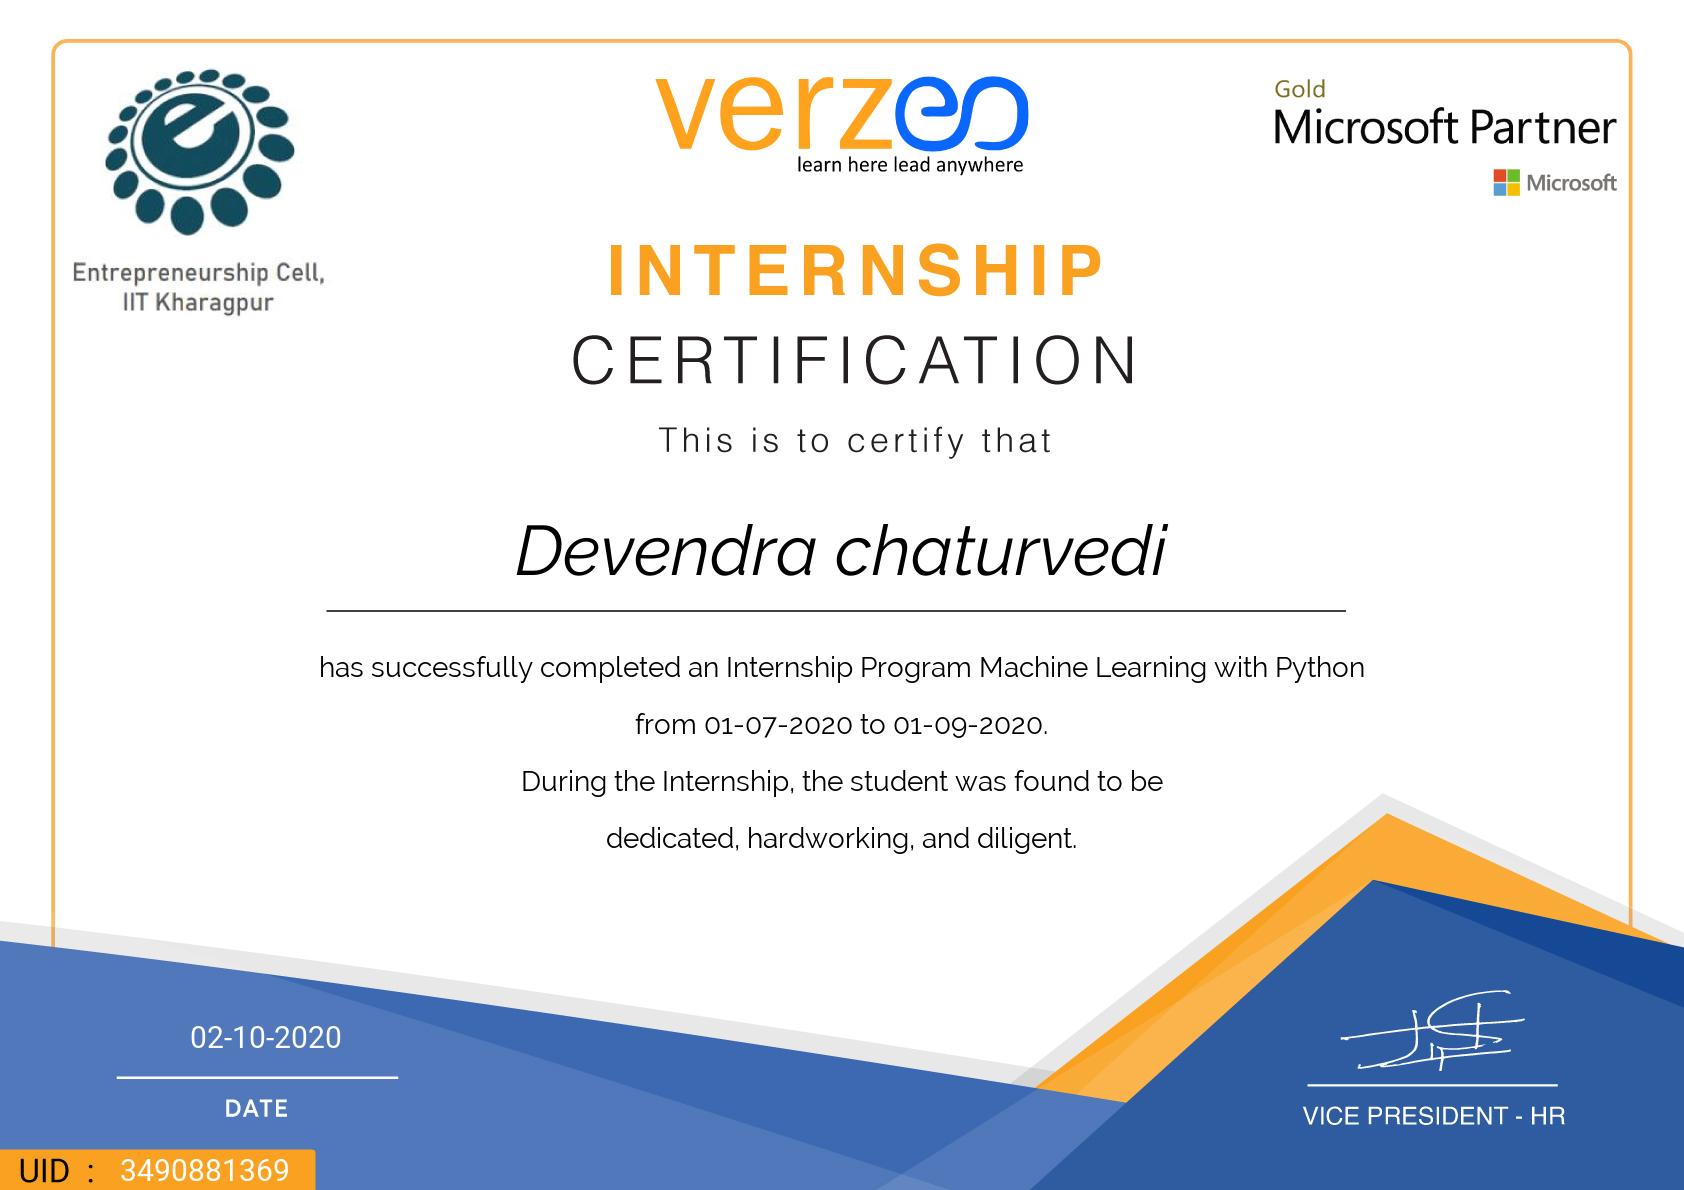 verzeo
learn here lead anywhere
Gold
Microsoft Partner
Microsoft
Entrepreneurship Cell,
IIT Kharagpur
INTERNSHIP
CERTIFICATION
This is to certify that
Devendra chaturvedi
has successfully completed an Internship Program Machine Learning with Python
from 01-07-2020 to 01-09-2020.
During the Internship, the student was found to be
dedicated, hardworking, and diligent.
02-10-2020
DATE
VICE PRESIDENT - HR
UID : 3490881369